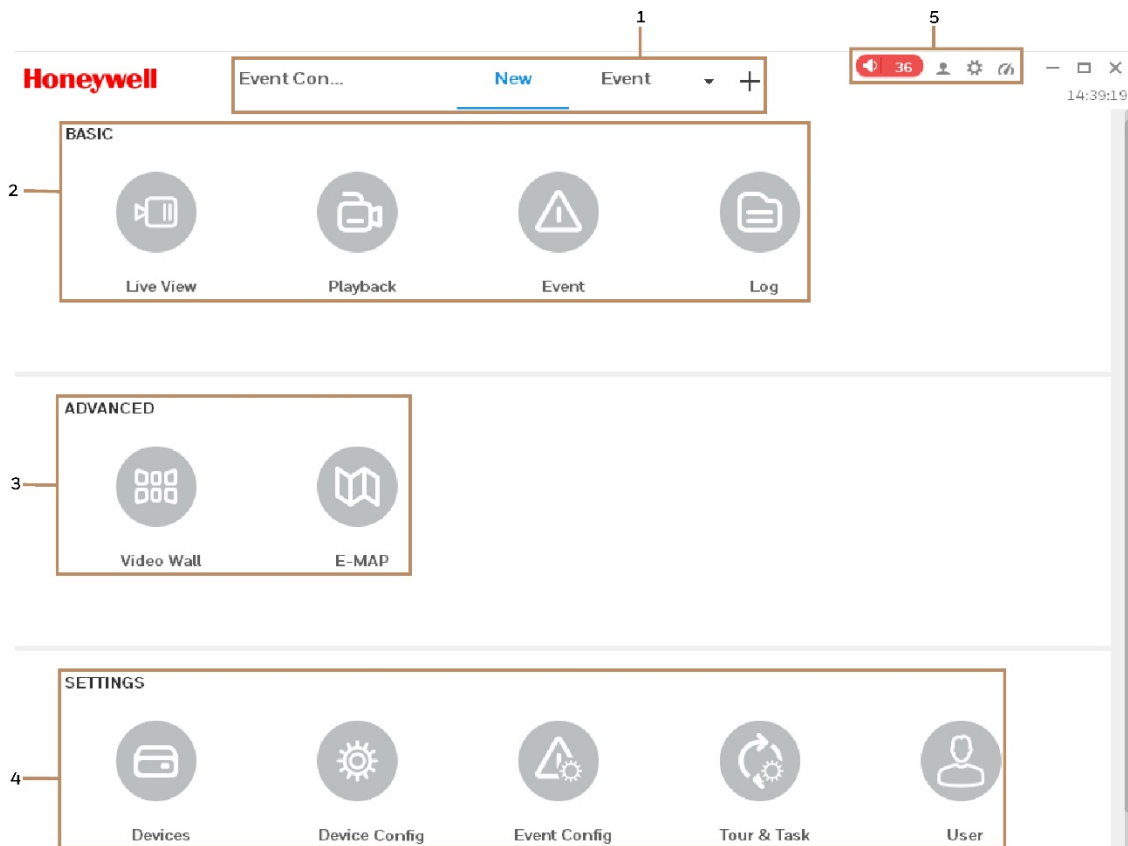 1
5
Honeywell
Event Con... New Event
36
14:39:19
BASIC
2
Live View Playback Event Log
ADVANCED
3
Video Wall E-MAP
SETTINGS
4
Devices Device Config Event Config Tour & Task User